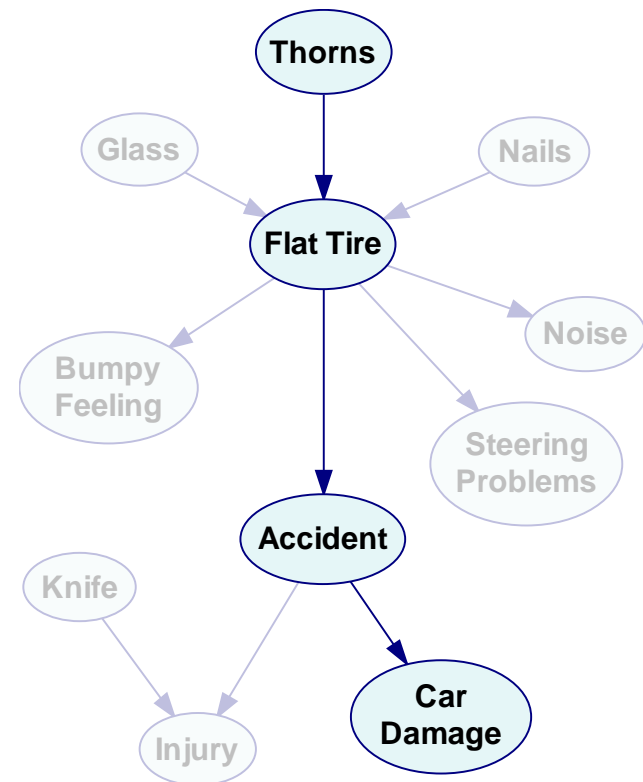 Thorns
Glass
Nails
Flat Tire
Noise
Bumpy
Feeling
Steering
Problems
Accident
Knife
Car
Damage
Injury